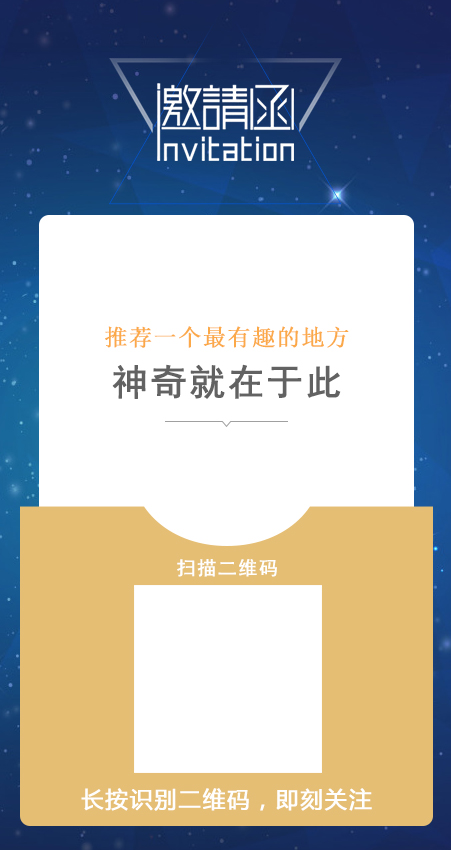 邀請函
Invitation
推荐一个最有趣的地方
神奇就在于此
扫描二维码
长按识别二维码，即刻关注